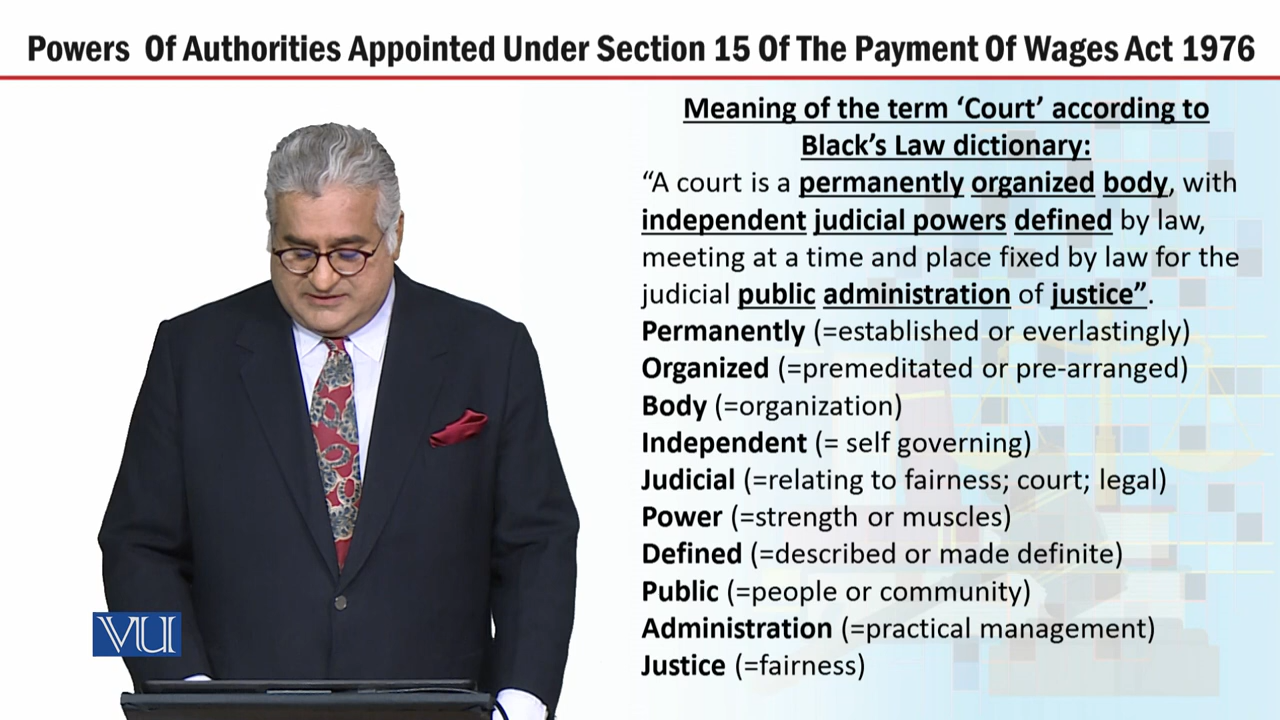 Powers Of Authorities Appointed Under Section 15 Of The Payment Of Wages Act 1976
Meaning of the term ‘Court’ according to
Black’s Law dictionary:
“A court is a permanently organized body, with
independent judicial powers defined by law,
meeting at a time and place fixed by law for the
judicial public administration of justice”.
Permanently (=established or everlastingly)
Organized (=premeditated or pre-arranged)
Body (=organization)
Independent (= self governing)
Judicial (=relating to fairness; court; legal)
Power (=strength or muscles)
Defined (=described or made definite)
Public (=people or community)
Administration (=practical management)
Justice (=fairness)
VU